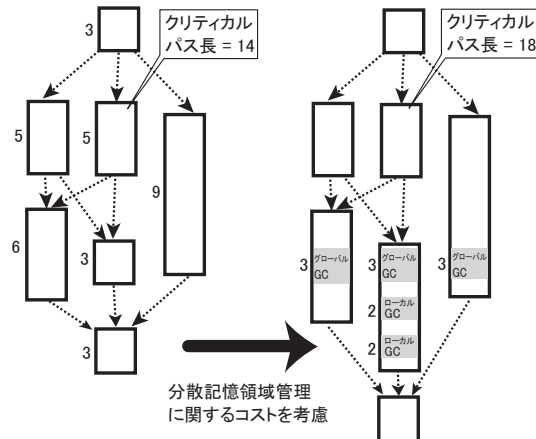 3
クリティカル
パス長 = 14
5
5
9
6
3
3
クリティカル
パス長 = 18
3
グローバル
GC
3
グローバル
GC
2
ローカル
GC
2
ローカル
GC
3
グローバル
GC
分散記憶領域管理
に関するコストを考慮